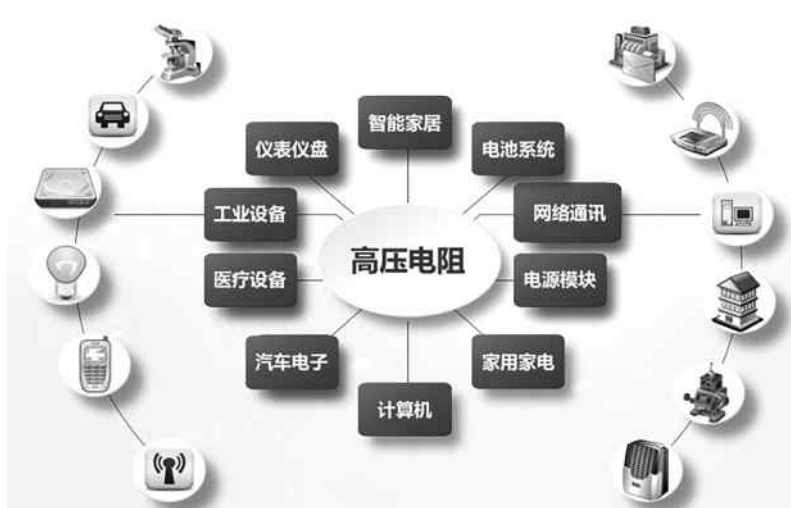 智能家居
仪表仪盘
电池系统
工业设备
网络通讯
高压电阻
医疗设备
电源模块
汽车电子
家用家电
计算机